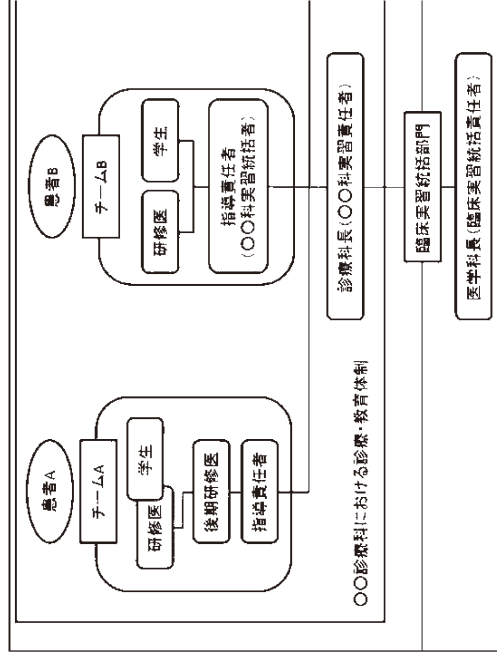 患者A
チームA
学生
研修医
後期研修医
指導責任者
患者B
チームB
研修医
学生
指導責任者
(〇〇科実習統括者)
〇〇診療科における診療・教育体制
診療科長(〇〇科実習責任者)
臨床実習統括部門
医学科長(臨床実習統括責任者)